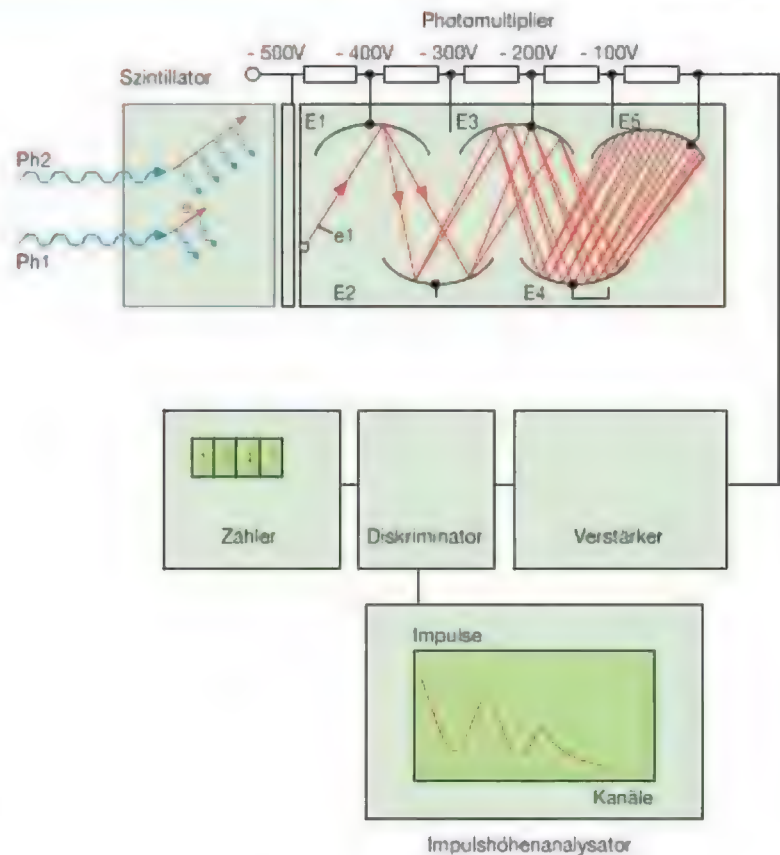 Photomultiplier
- 500V - 400V - 300V - 200V - 100V
Szintillator
E1 E3 E5
Ph2
Ph1
e1
E2 E4
Zähler Diskriminator Verstärker
Impulse
Kanäle
Impulshöhenanalysator